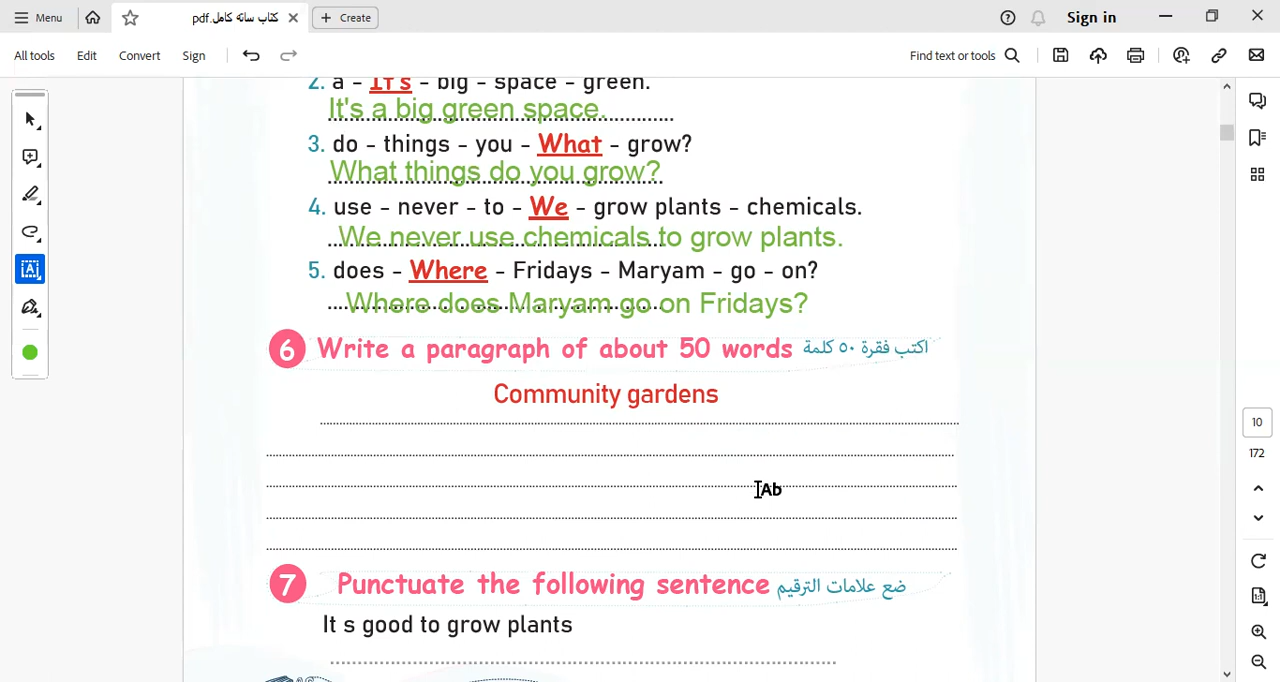 Menu
كتاب ساته كامل.pdf
Create
Sign in
All tools Edit Convert Sign
Find text or tools
2. a - It's - big - space - green.
It's a big green space.
3. do - things - you - What - grow?
What things do you grow?
4. use - never - to - We - grow plants - chemicals.
We never use chemicals to grow plants.
5. does - Where - Fridays - Maryam - go - on?
Where does Maryam go on Fridays?
6 Write a paragraph of about 50 words اكتب فقرة ٥٠ كلمة
Community gardens
Ab
7 Punctuate the following sentence ضع علامات الترقيم
It s good to grow plants
10
172